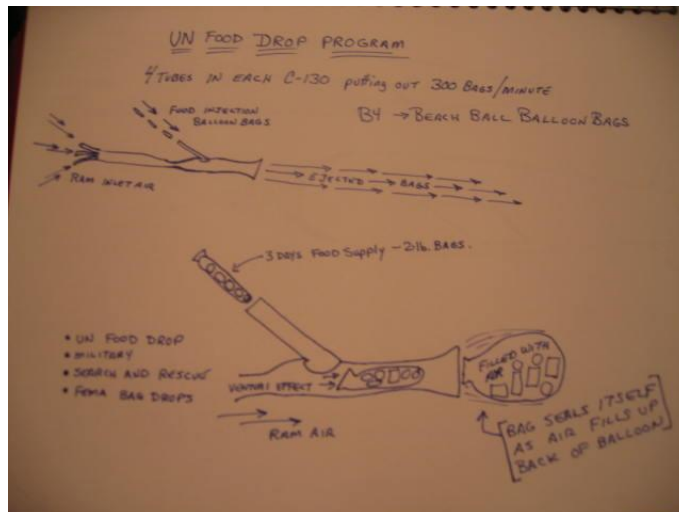 UN FOOD DROP PROGRAM
4 TUBES IN EACH C-130 putting OUT 300 BAGS/MINUTE
FOOD INJECTION
BALLOON BAGS
B4 → BEACH BALL BALLOON BAGS
RAM INLET AIR
EJECTED BAGS
3 DAYS FOOD Supply - 2 lb. BAGS.
• UN FOOD DROP
• MILITARY
• SEARCH AND RESCUE
• FEMA BAG DROPS
VENTURI EFFECT
RAM AIR
FILLED WITH
AIR
BAG SEALS ITSELF
AS AIR FILLS UP
BACK OF BALLOON